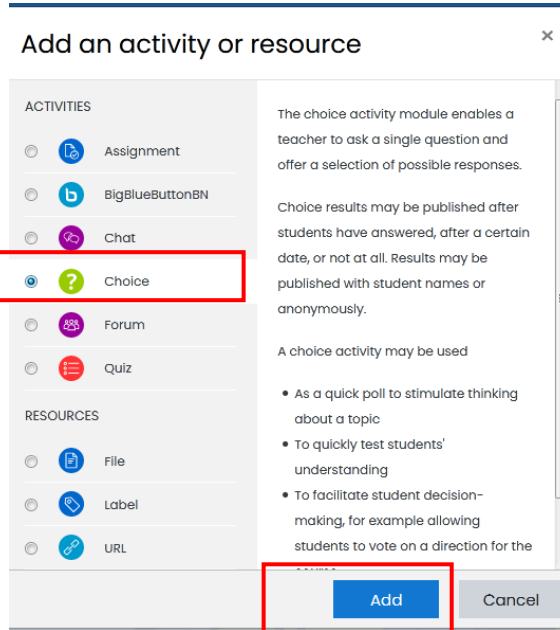 Add an activity or resource
×
ACTIVITIES
Assignment
BigBlueButtonBN
Chat
Choice
Forum
Quiz
RESOURCES
File
Label
URL
The choice activity module enables a
teacher to ask a single question and
offer a selection of possible responses.
Choice results may be published after
students have answered, after a certain
date, or not at all. Results may be
published with student names or
anonymously.
A choice activity may be used
• As a quick poll to stimulate thinking
about a topic
• To quickly test students'
understanding
• To facilitate student decision-
making, for example allowing
students to vote on a direction for the
Add
Cancel